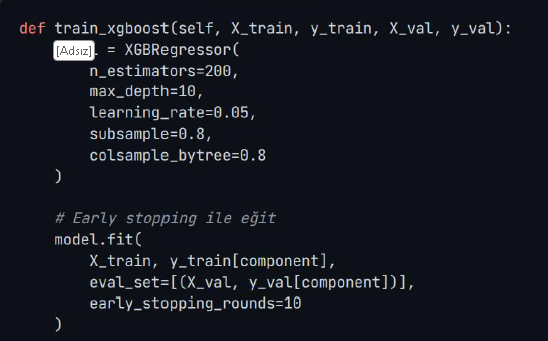 def train_xgboost(self, X_train, y_train, X_val, y_val):
[Adsız] = XGBRegressor(
n_estimators=200,
max_depth=10,
learning_rate=0.05,
subsample=0.8,
colsample_bytree=0.8
)
# Early stopping ile eğit
model.fit(
X_train, y_train[component],
eval_set=[(X_val, y_val[component])],
early_stopping_rounds=10
)